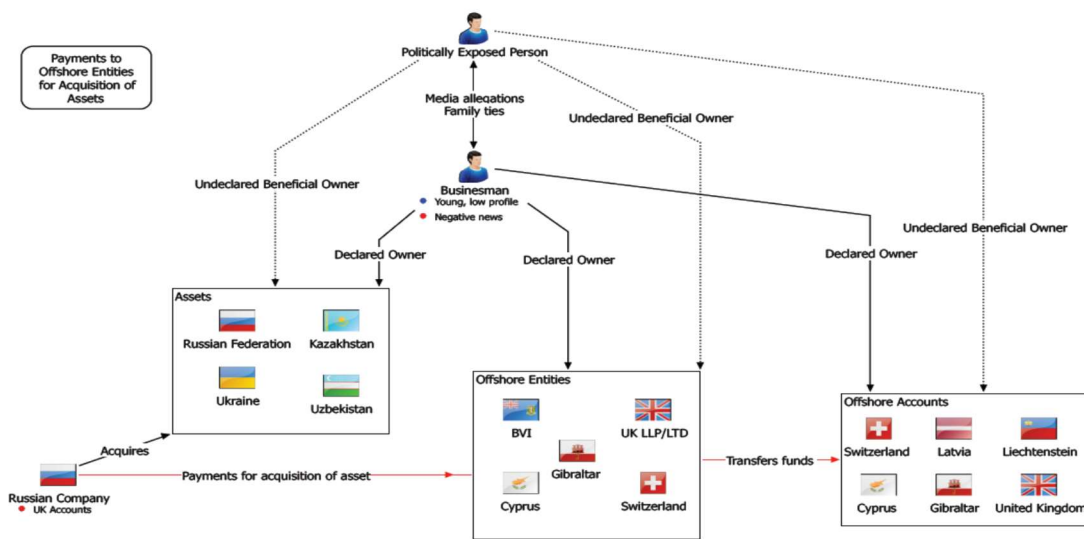 Payments to
Offshore Entities
for Acquisition of
Assets
Politically Exposed Person
Media allegations
Family ties
Undeclared Beneficial Owner
Undeclared Beneficial Owner
Businesman
Young, low profile
Negative news
Undeclared Beneficial Owner
Declared Owner
Declared Owner
Declared Owner
Assets
Russian Federation
Kazakhstan
Ukraine
Uzbekistan
Offshore Entities
BVI
UK LLP/LTD
Gibraltar
Cyprus
Switzerland
Offshore Accounts
Switzerland
Latvia
Liechtenstein
Cyprus
Gibraltar
United Kingdom
Acquires
Payments for acquisition of asset
Transfers funds
Russian Company
UK Accounts